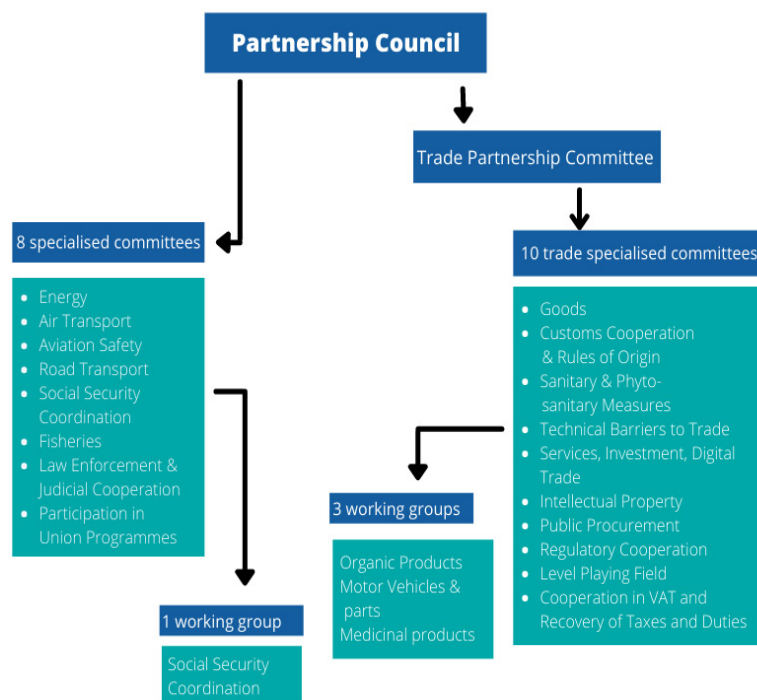 Partnership Council
Trade Partnership Committee
8 specialised committees
• Energy
• Air Transport
• Aviation Safety
• Road Transport
• Social Security
Coordination
• Fisheries
• Law Enforcement &
Judicial Cooperation
• Participation in
Union Programmes
1 working group
Social Security
Coordination
10 trade specialised committees
• Goods
• Customs Cooperation
& Rules of Origin
• Sanitary & Phyto-
sanitary Measures
• Technical Barriers to Trade
• Services, Investment, Digital
Trade
• Intellectual Property
• Public Procurement
• Regulatory Cooperation
• Level Playing Field
• Cooperation in VAT and
Recovery of Taxes and Duties
3 working groups
Organic Products
Motor Vehicles &
parts
Medicinal products